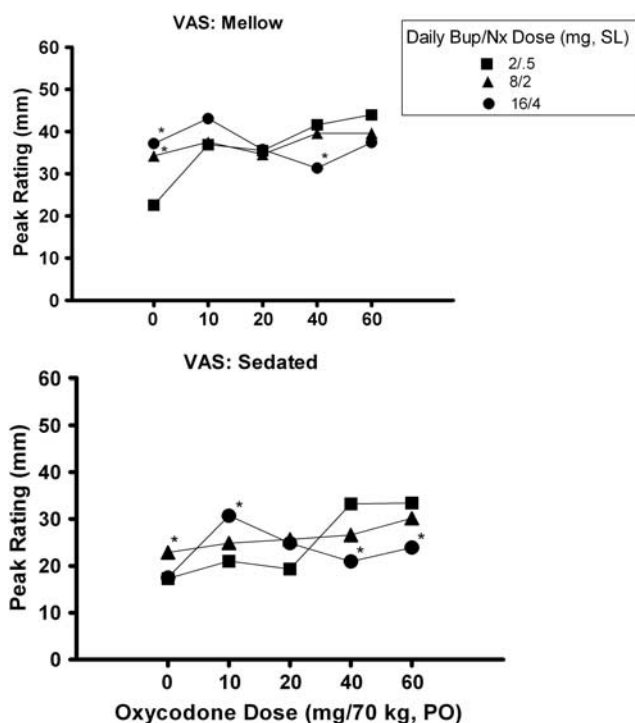 VAS: Mellow
Daily Bup/Nx Dose (mg, SL)
2/.5
8/2
16/4
Peak Rating (mm)
60
50
40
30
20
10
0
* * *
0 10 20 40 60
VAS: Sedated
Peak Rating (mm)
60
50
40
30
20
10
0
* * * *
0 10 20 40 60
Oxycodone Dose (mg/70 kg, PO)